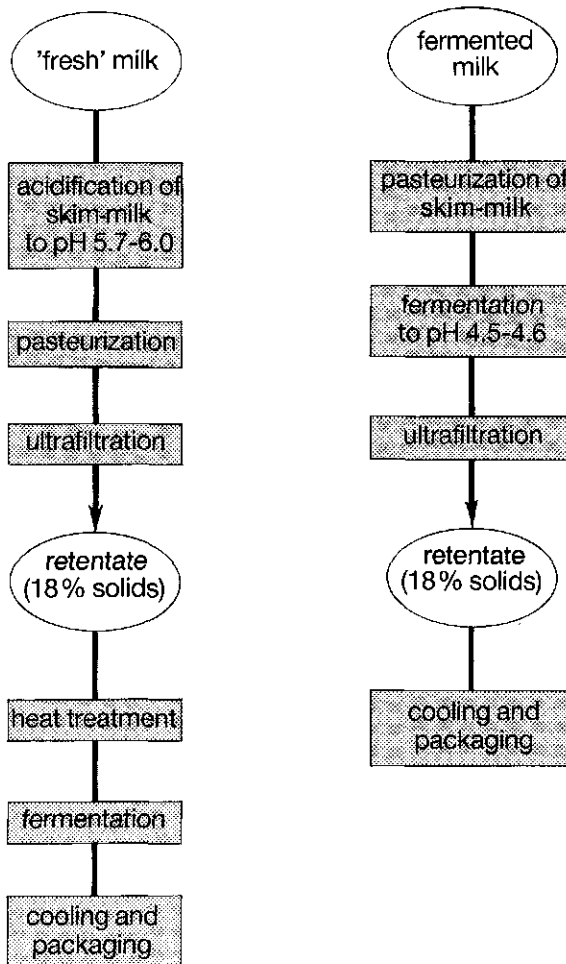 'fresh' milk
acidification of
skim-milk
to pH 5.7-6.0
pasteurization
ultrafiltration
retentate
(18% solids)
heat treatment
fermentation
cooling and
packaging
fermented
milk
pasteurization of
skim-milk
fermentation
to pH 4.5-4.6
ultrafiltration
retentate
(18% solids)
cooling and
packaging